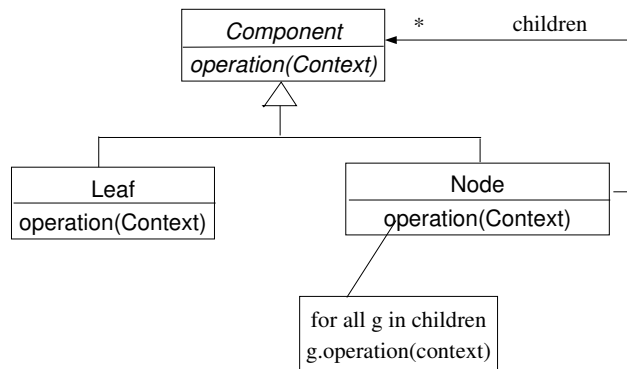 Component
operation(Context)
* children
Leaf
operation(Context)
Node
operation(Context)
for all g in children
g.operation(context)